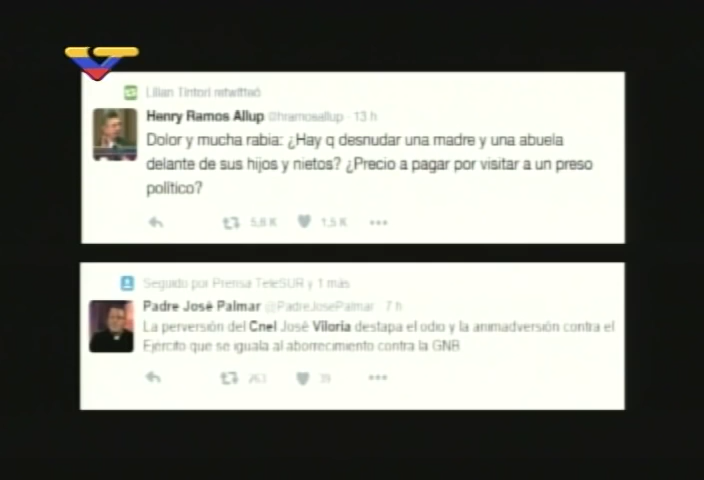 Lilian Tintori retwitteó
Henry Ramos Allup @hramosallup · 13 h
Dolor y mucha rabia: ¿Hay q desnudar una madre y una abuela
delante de sus hijos y nietos? ¿Precio a pagar por visitar a un preso
político?
5,6 K 1,5 K
Seguido por Prensa TeleSUR y 1 más
Padre José Palmar @PadreJosePalmar · 7 h
La perversión del Cnel José Viloria destapa el odio y la animadversión contra el
Ejército que se iguala al aborrecimiento contra la GNB
263 39